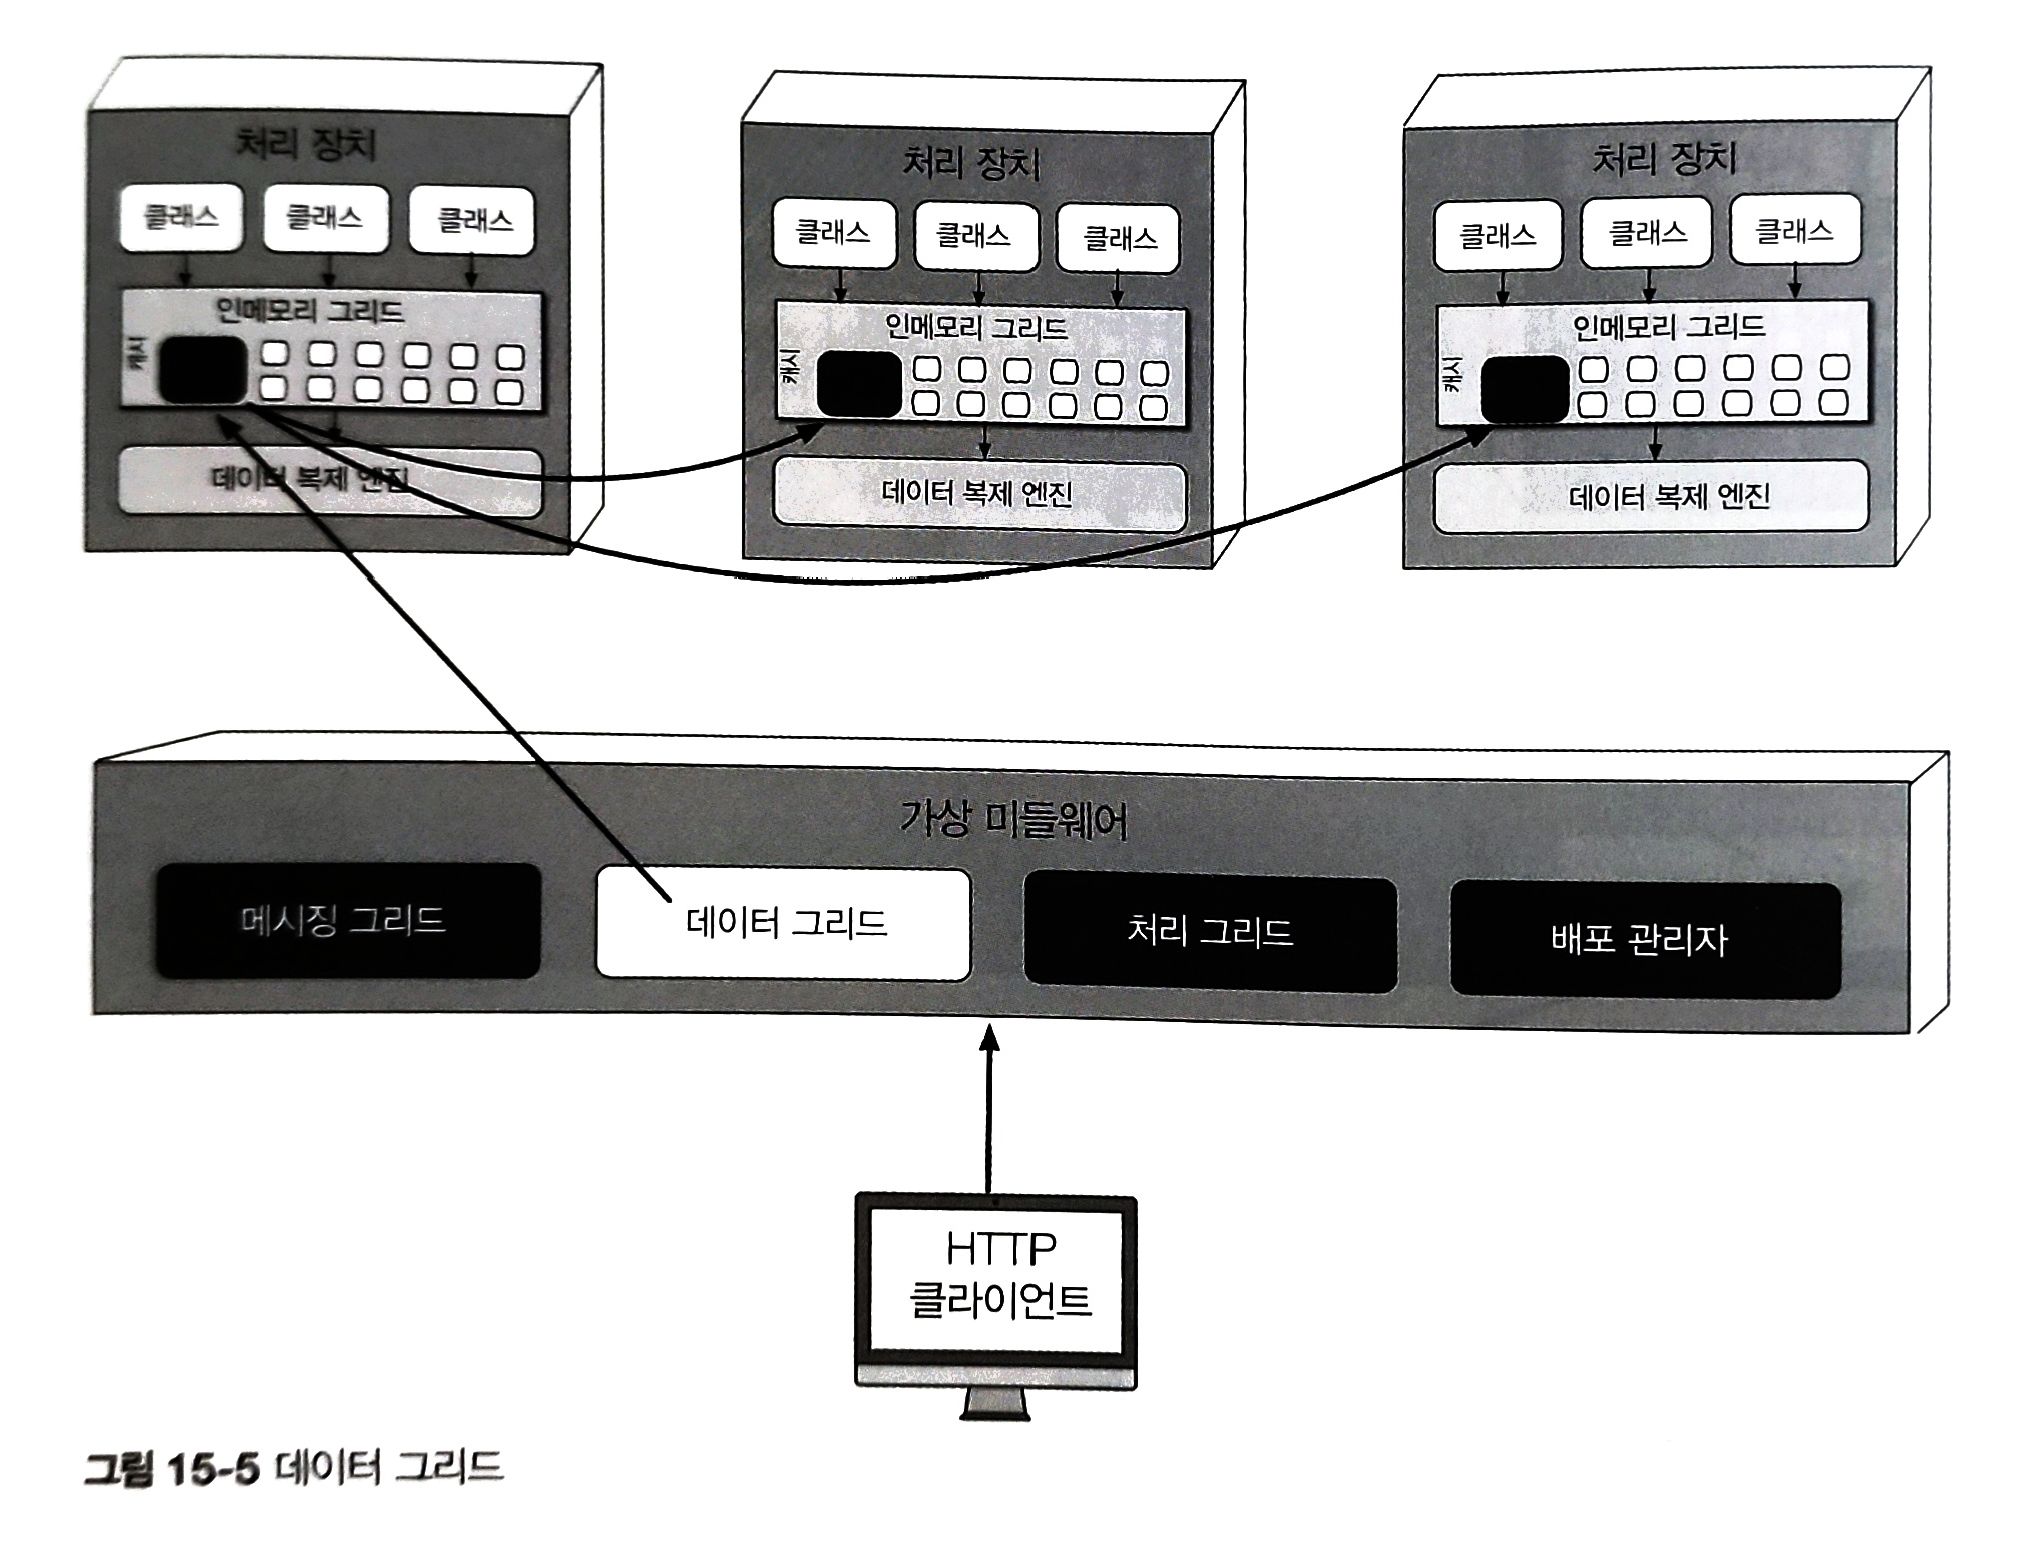 처리 장치
클래스 클래스 클래스
인메모리 그리드
캐시
데이터 복제 엔진
처리 장치
클래스 클래스 클래스
인메모리 그리드
캐시
데이터 복제 엔진
처리 장치
클래스 클래스 클래스
인메모리 그리드
캐시
데이터 복제 엔진
가상 미들웨어
메시징 그리드 데이터 그리드 처리 그리드 배포 관리자
HTTP
클라이언트
그림 15-5 데이터 그리드